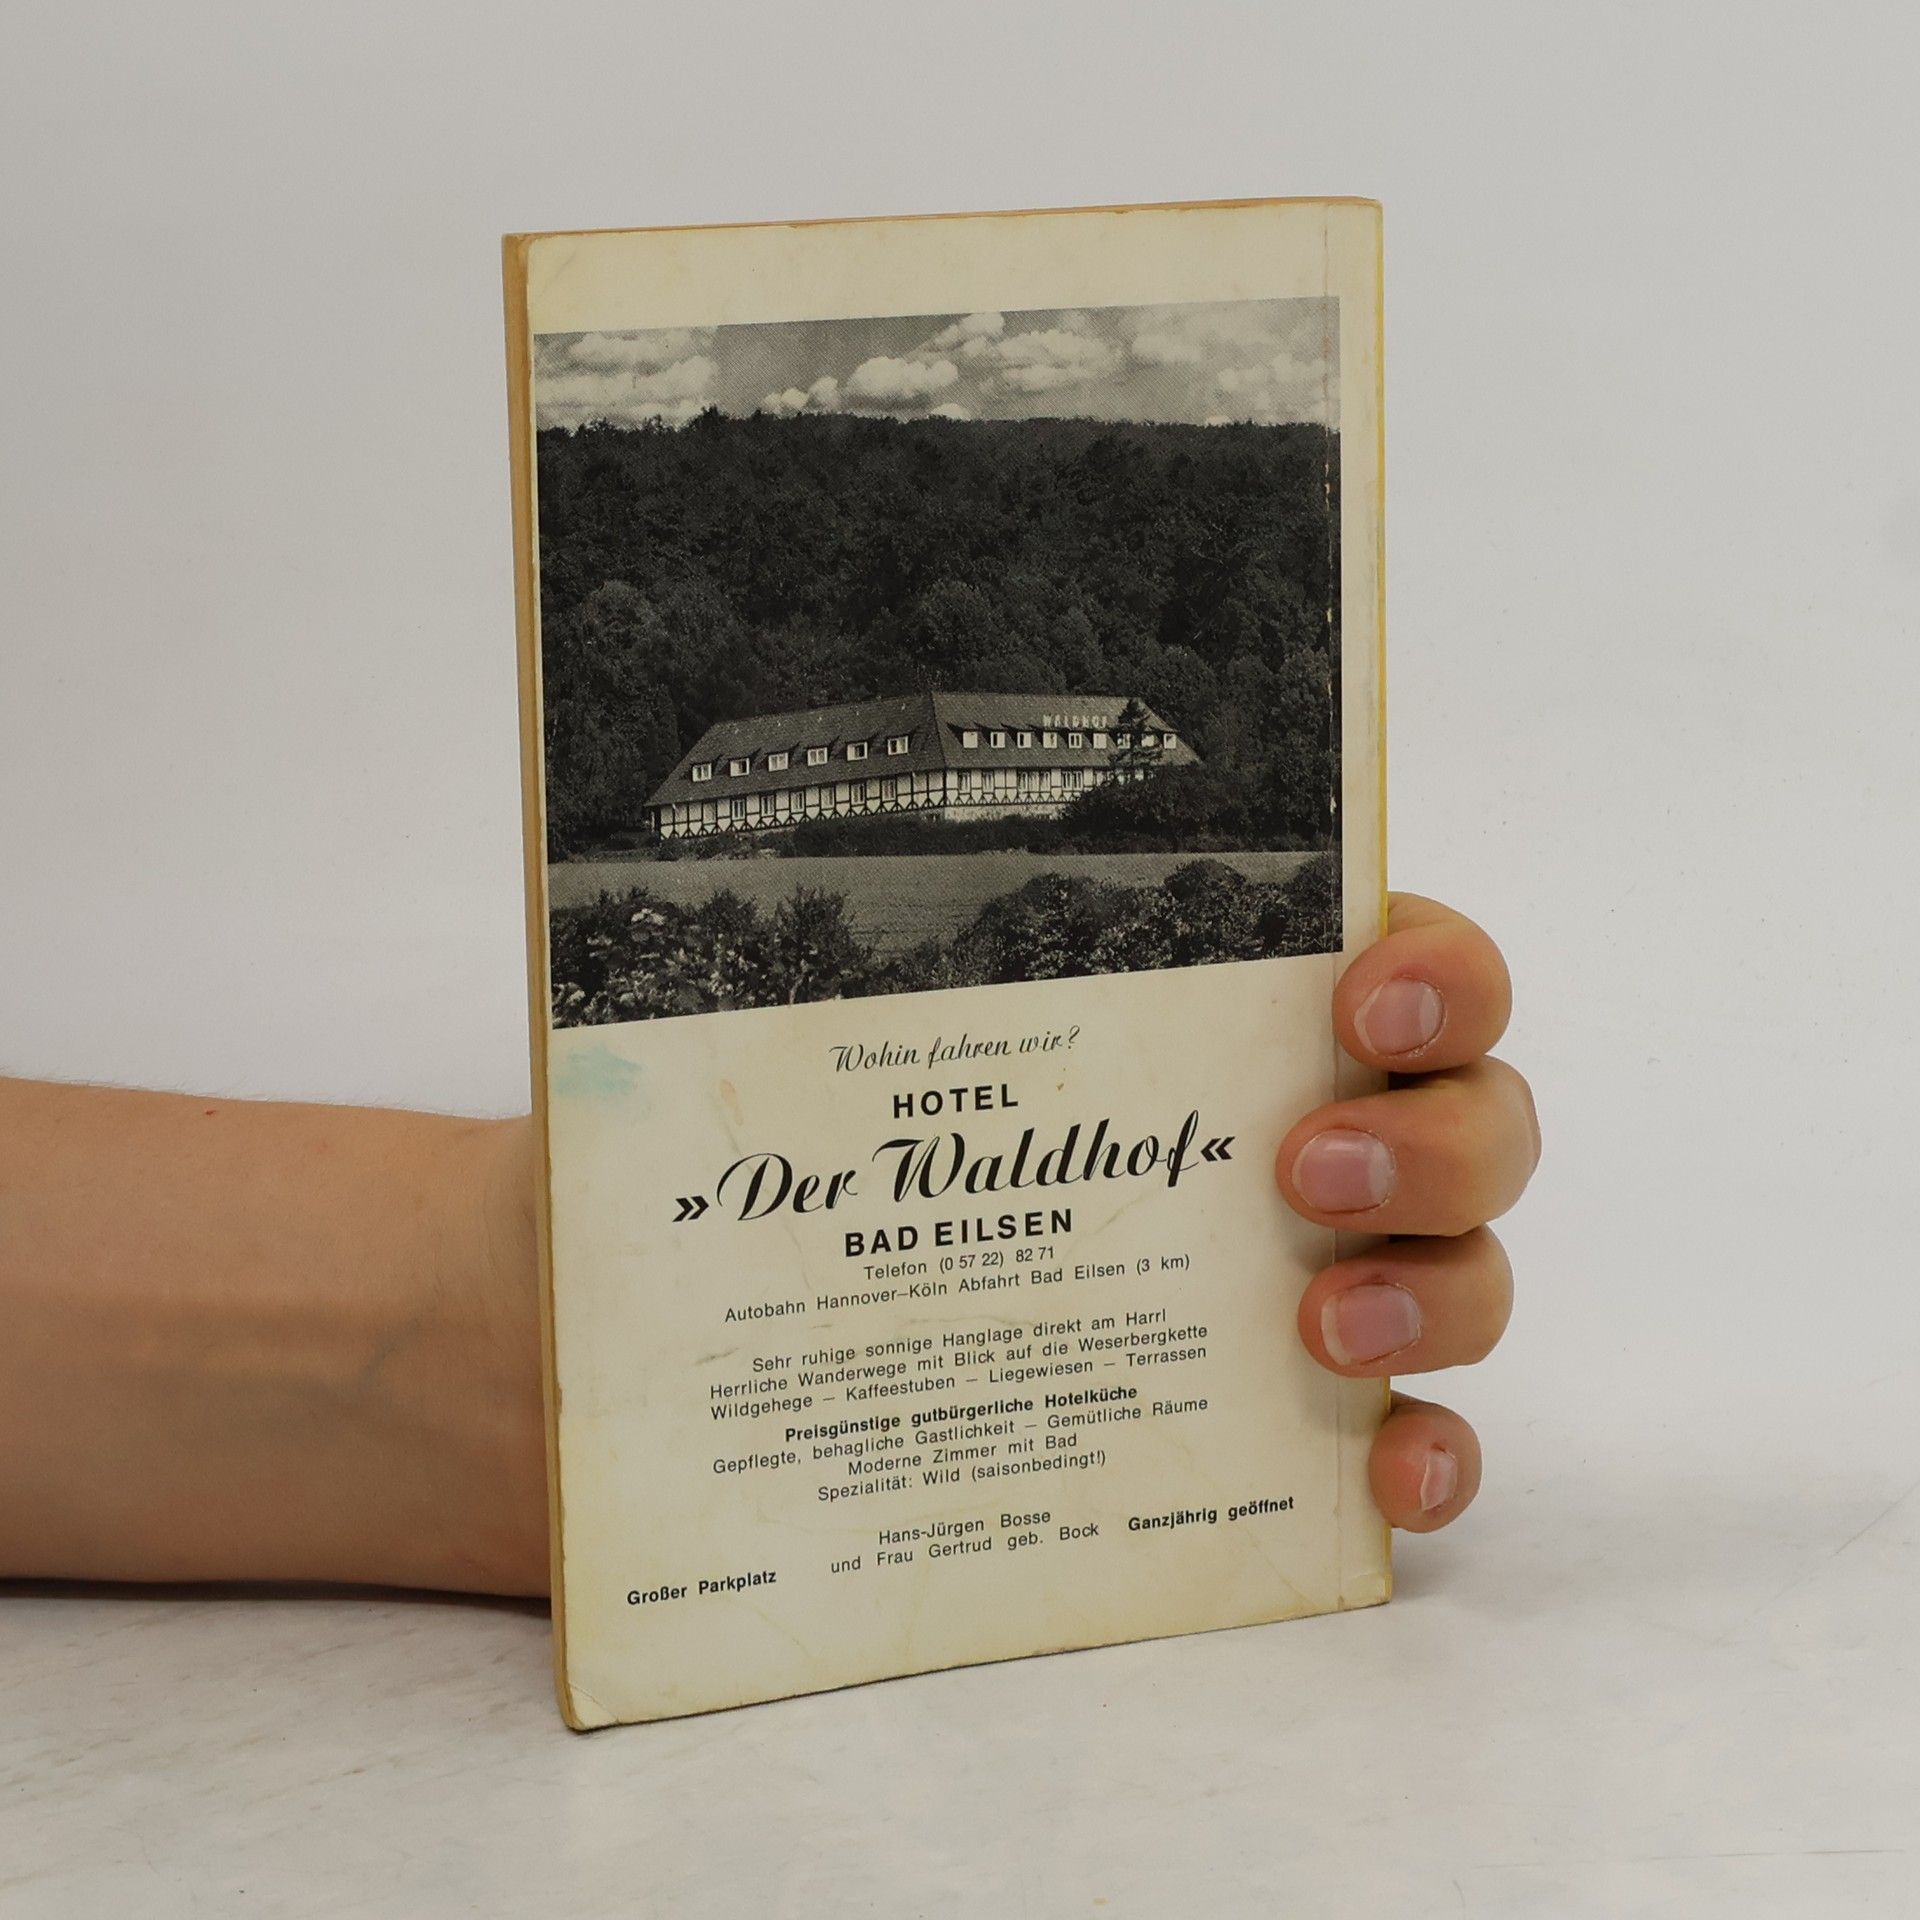 WALDHOF
Wohin fahren wir?
HOTEL
»Der Waldhof«
BAD EILSEN
Telefon (0 57 22) 82 71
Autobahn Hannover–Köln Abfahrt Bad Eilsen (3 km)
Sehr ruhige sonnige Hanglage direkt am Harrl
Herrliche Wanderwege mit Blick auf die Weserbergkette
Wildgehege – Kaffeestuben – Liegewiesen – Terrassen
Preisgünstige gutbürgerliche Hotelküche
Gepflegte, behagliche Gastlichkeit – Gemütliche Räume
Moderne Zimmer mit Bad
Spezialität: Wild (saisonbedingt!)
Hans-Jürgen Bosse
und Frau Gertrud geb. Bock
Großer Parkplatz
Ganzjährig geöffnet